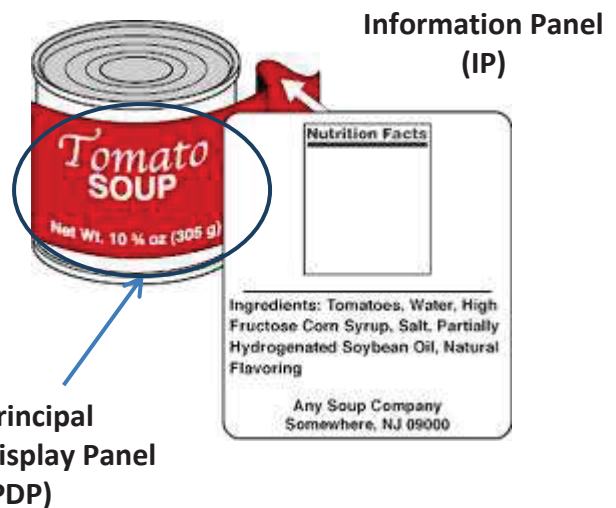 Information Panel
(IP)
Tomato
SOUP
Net Wt. 10 ¾ oz (305 g)
Nutrition Facts
Ingredients: Tomatoes, Water, High
Fructose Corn Syrup, Salt, Partially
Hydrogenated Soybean Oil, Natural
Flavoring
Any Soup Company
Somewhere, NJ 09000
rincipal
isplay Panel
PDP)